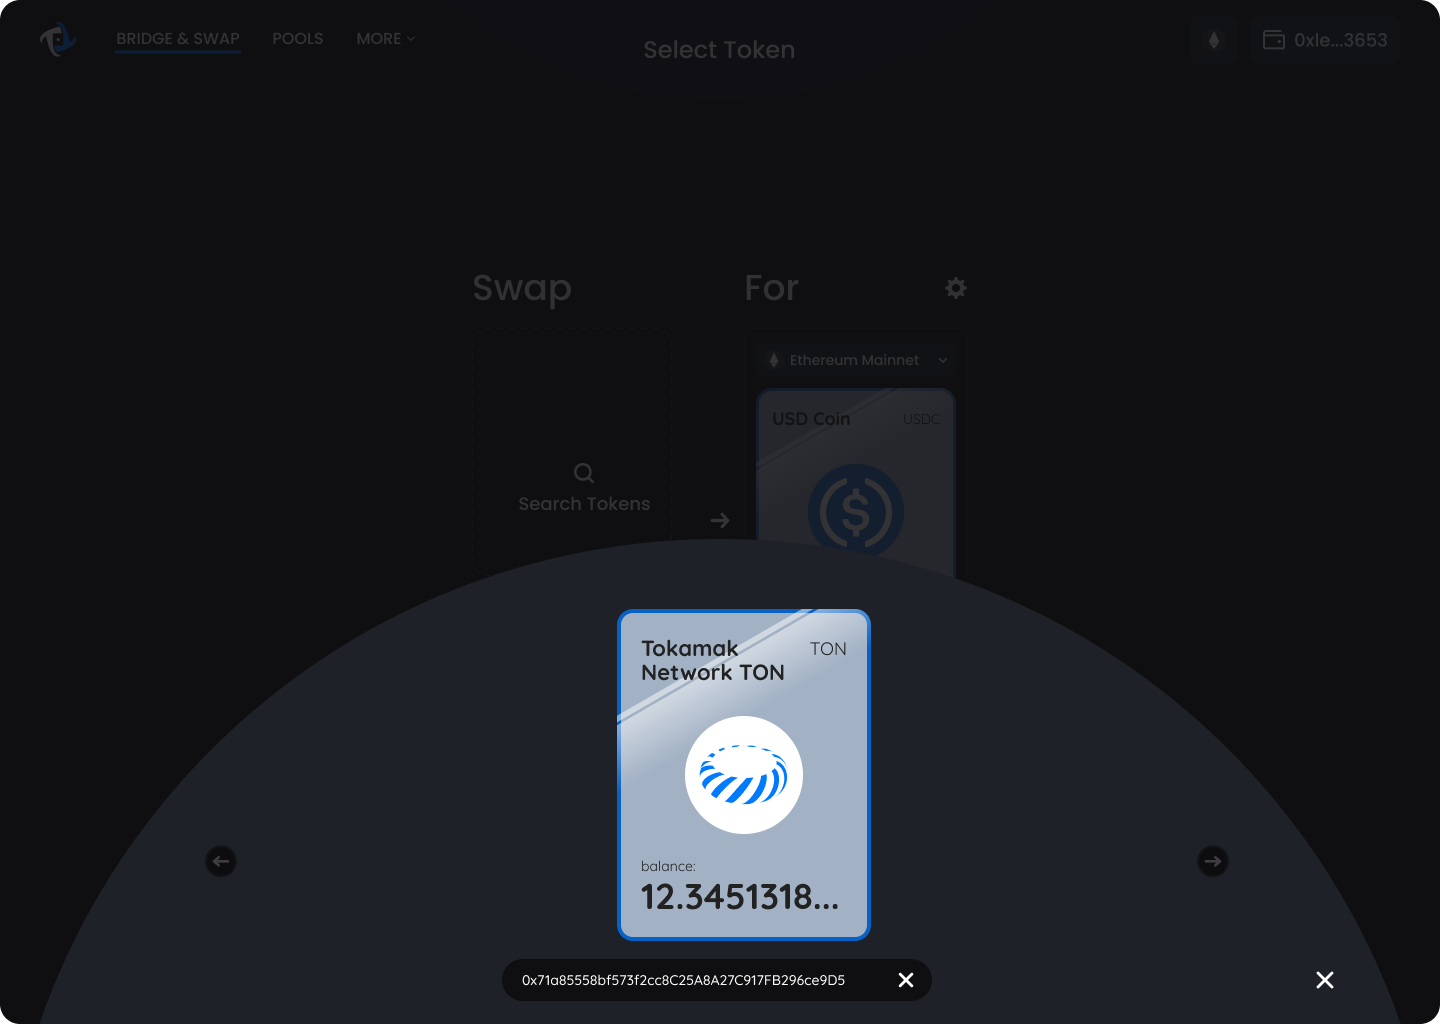 BRIDGE & SWAP
POOLS
MORE
Select Token
0xle...3653
Swap
For
Ethereum Mainnet
USD Coin
USDC
Search Tokens
Tokamak
Network TON
TON
balance:
12.3451318...
0x71a85558bf573f2cc8C25A8A27C917FB296ce9D5